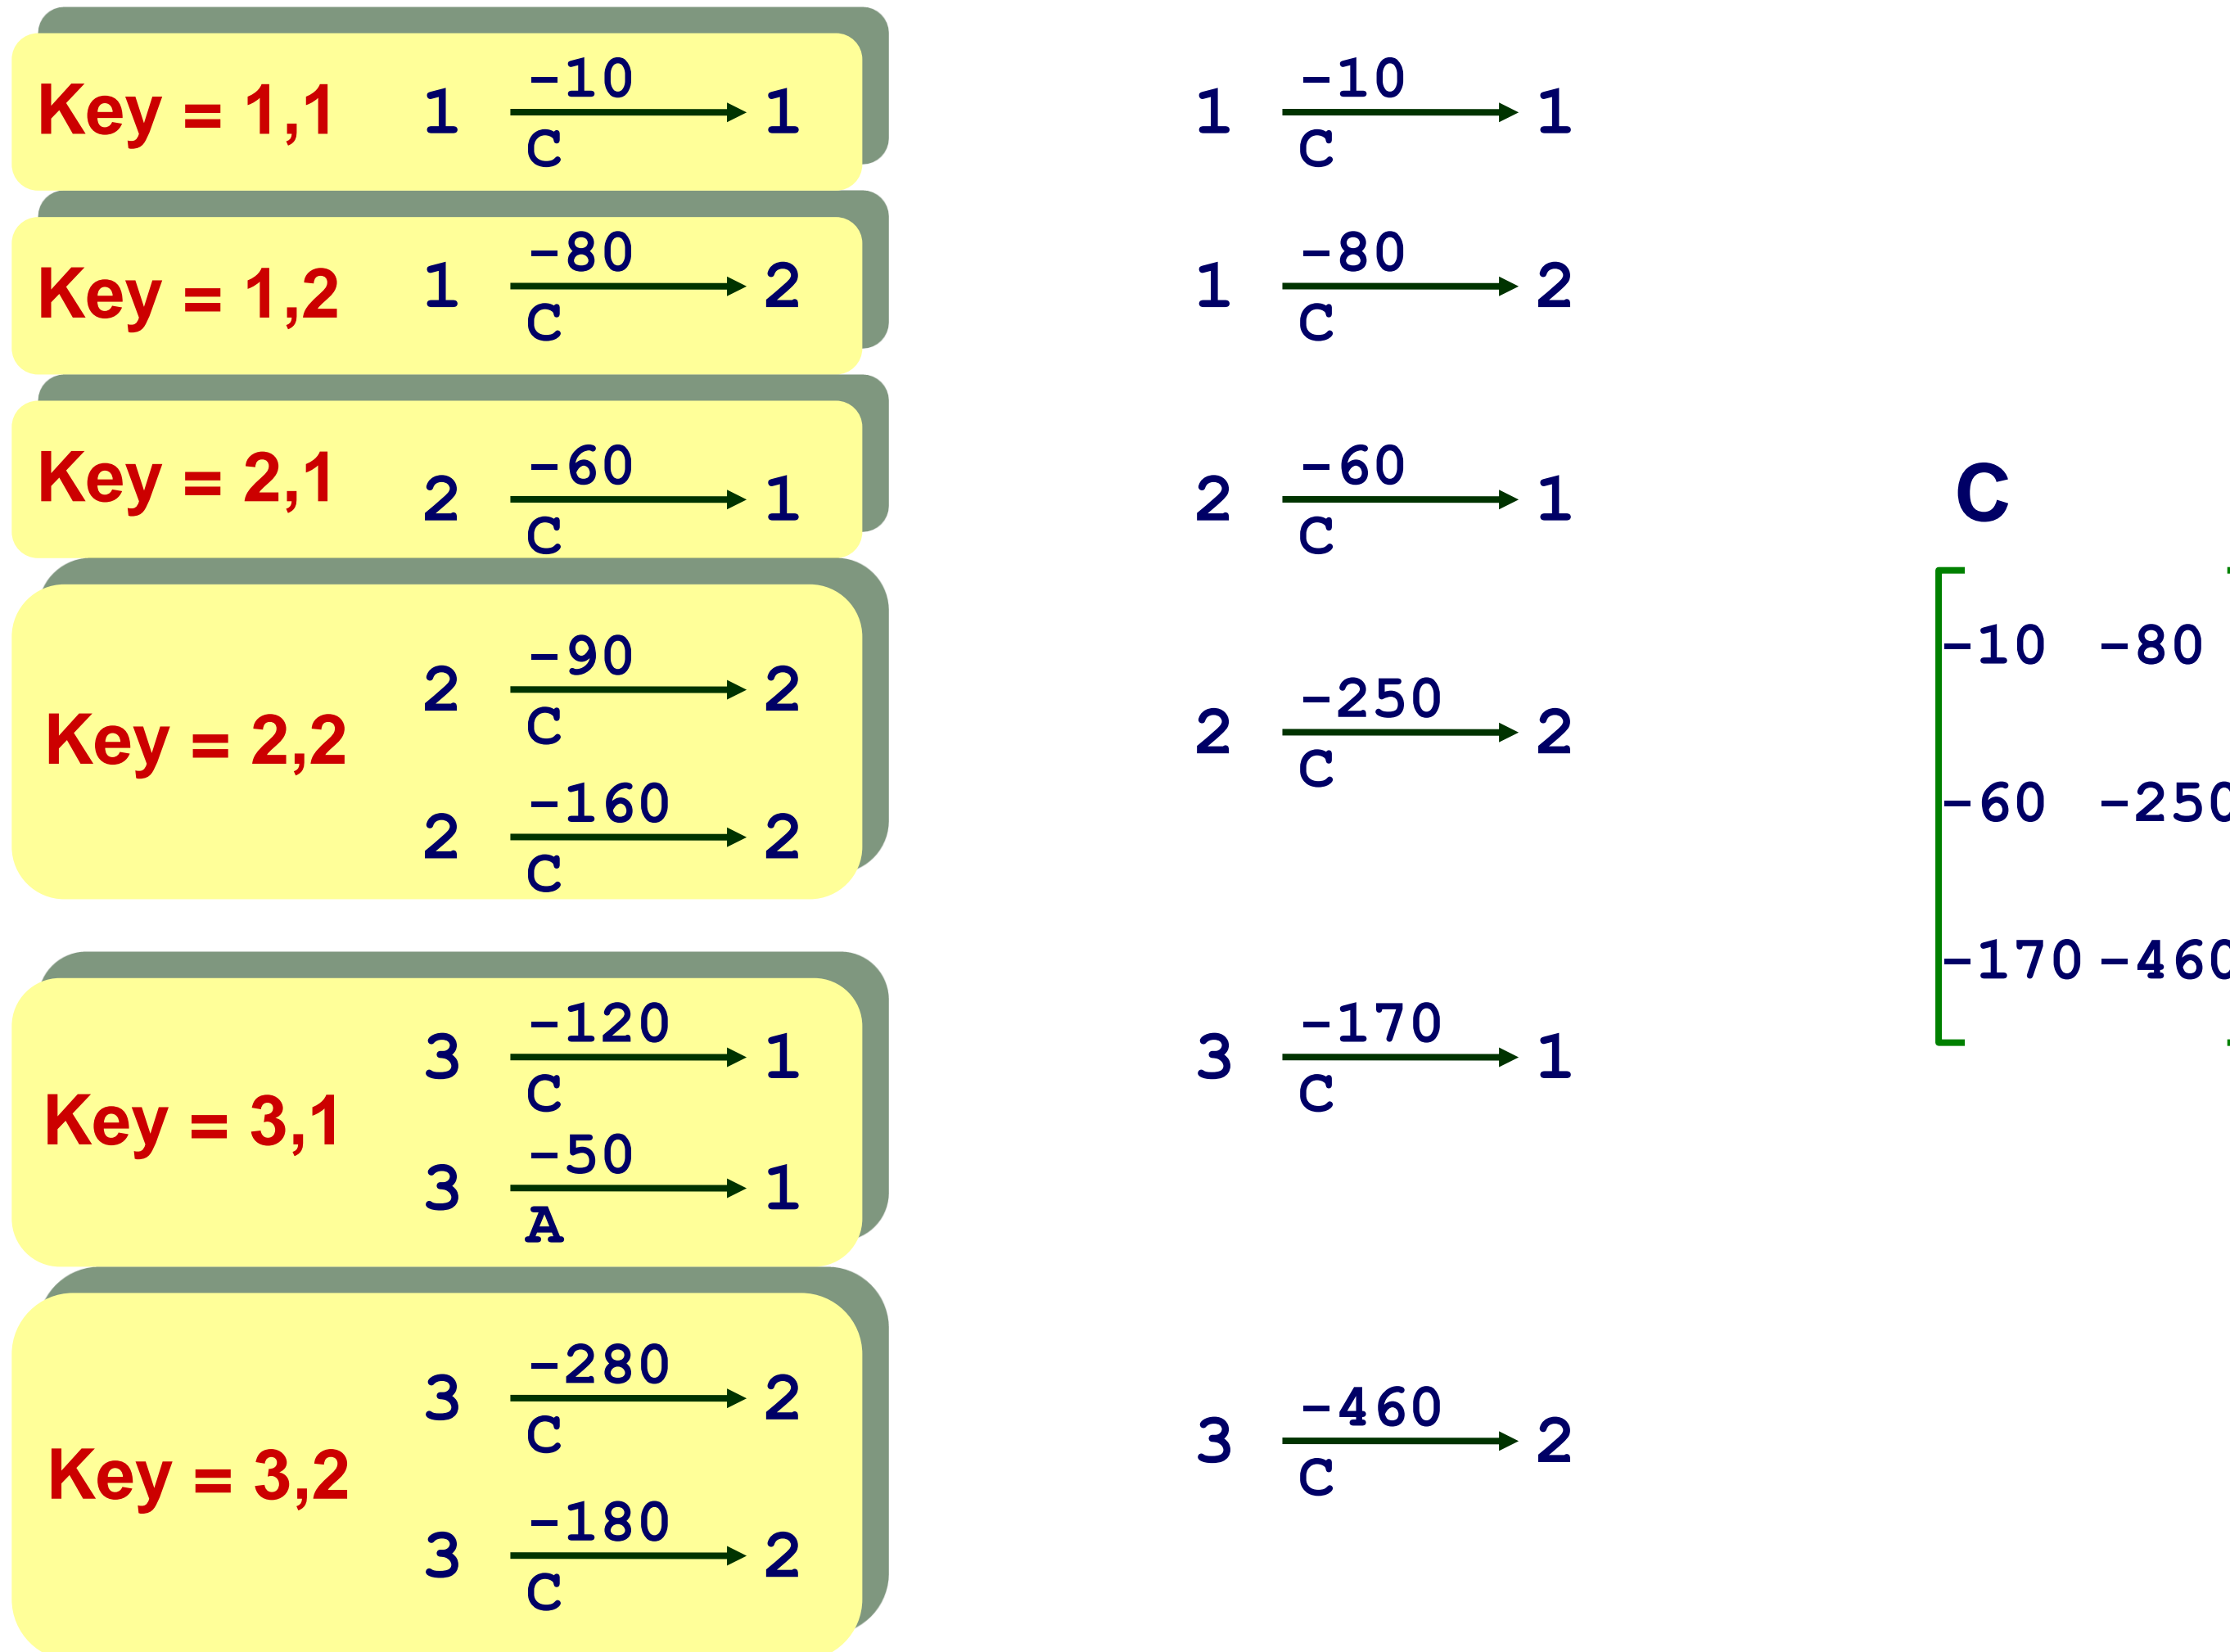 Key = 1,1
1 -10 1
C
Key = 1,2
1 -80 2
C
Key = 2,1
2 -60 1
C
Key = 2,2
2 -90 2
C
2 -160 2
C
Key = 3,1
3 -120 1
C
3 -50 1
A
Key = 3,2
3 -280 2
C
3 -180 2
C
1 -10 1
C
1 -80 2
C
2 -60 1
C
2 -250 2
C
3 -170 1
C
3 -460 2
C
C
-10 -80
-60 -250
-170 -460